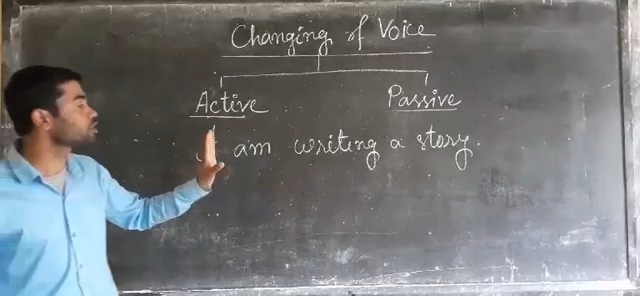 Changing of Voice
Active Passive
I am writing a story.